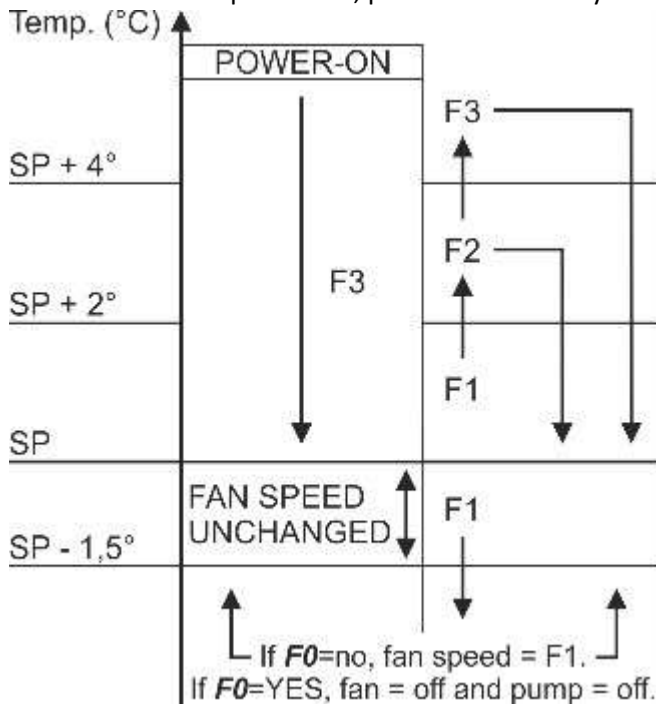 Temp. (°C)
POWER-ON
F3
SP + 4°
F2
F3
SP + 2°
F1
SP
FAN SPEED
UNCHANGED
F1
SP - 1,5°
If F0=no, fan speed = F1.
If F0=YES, fan = off and pump = off.